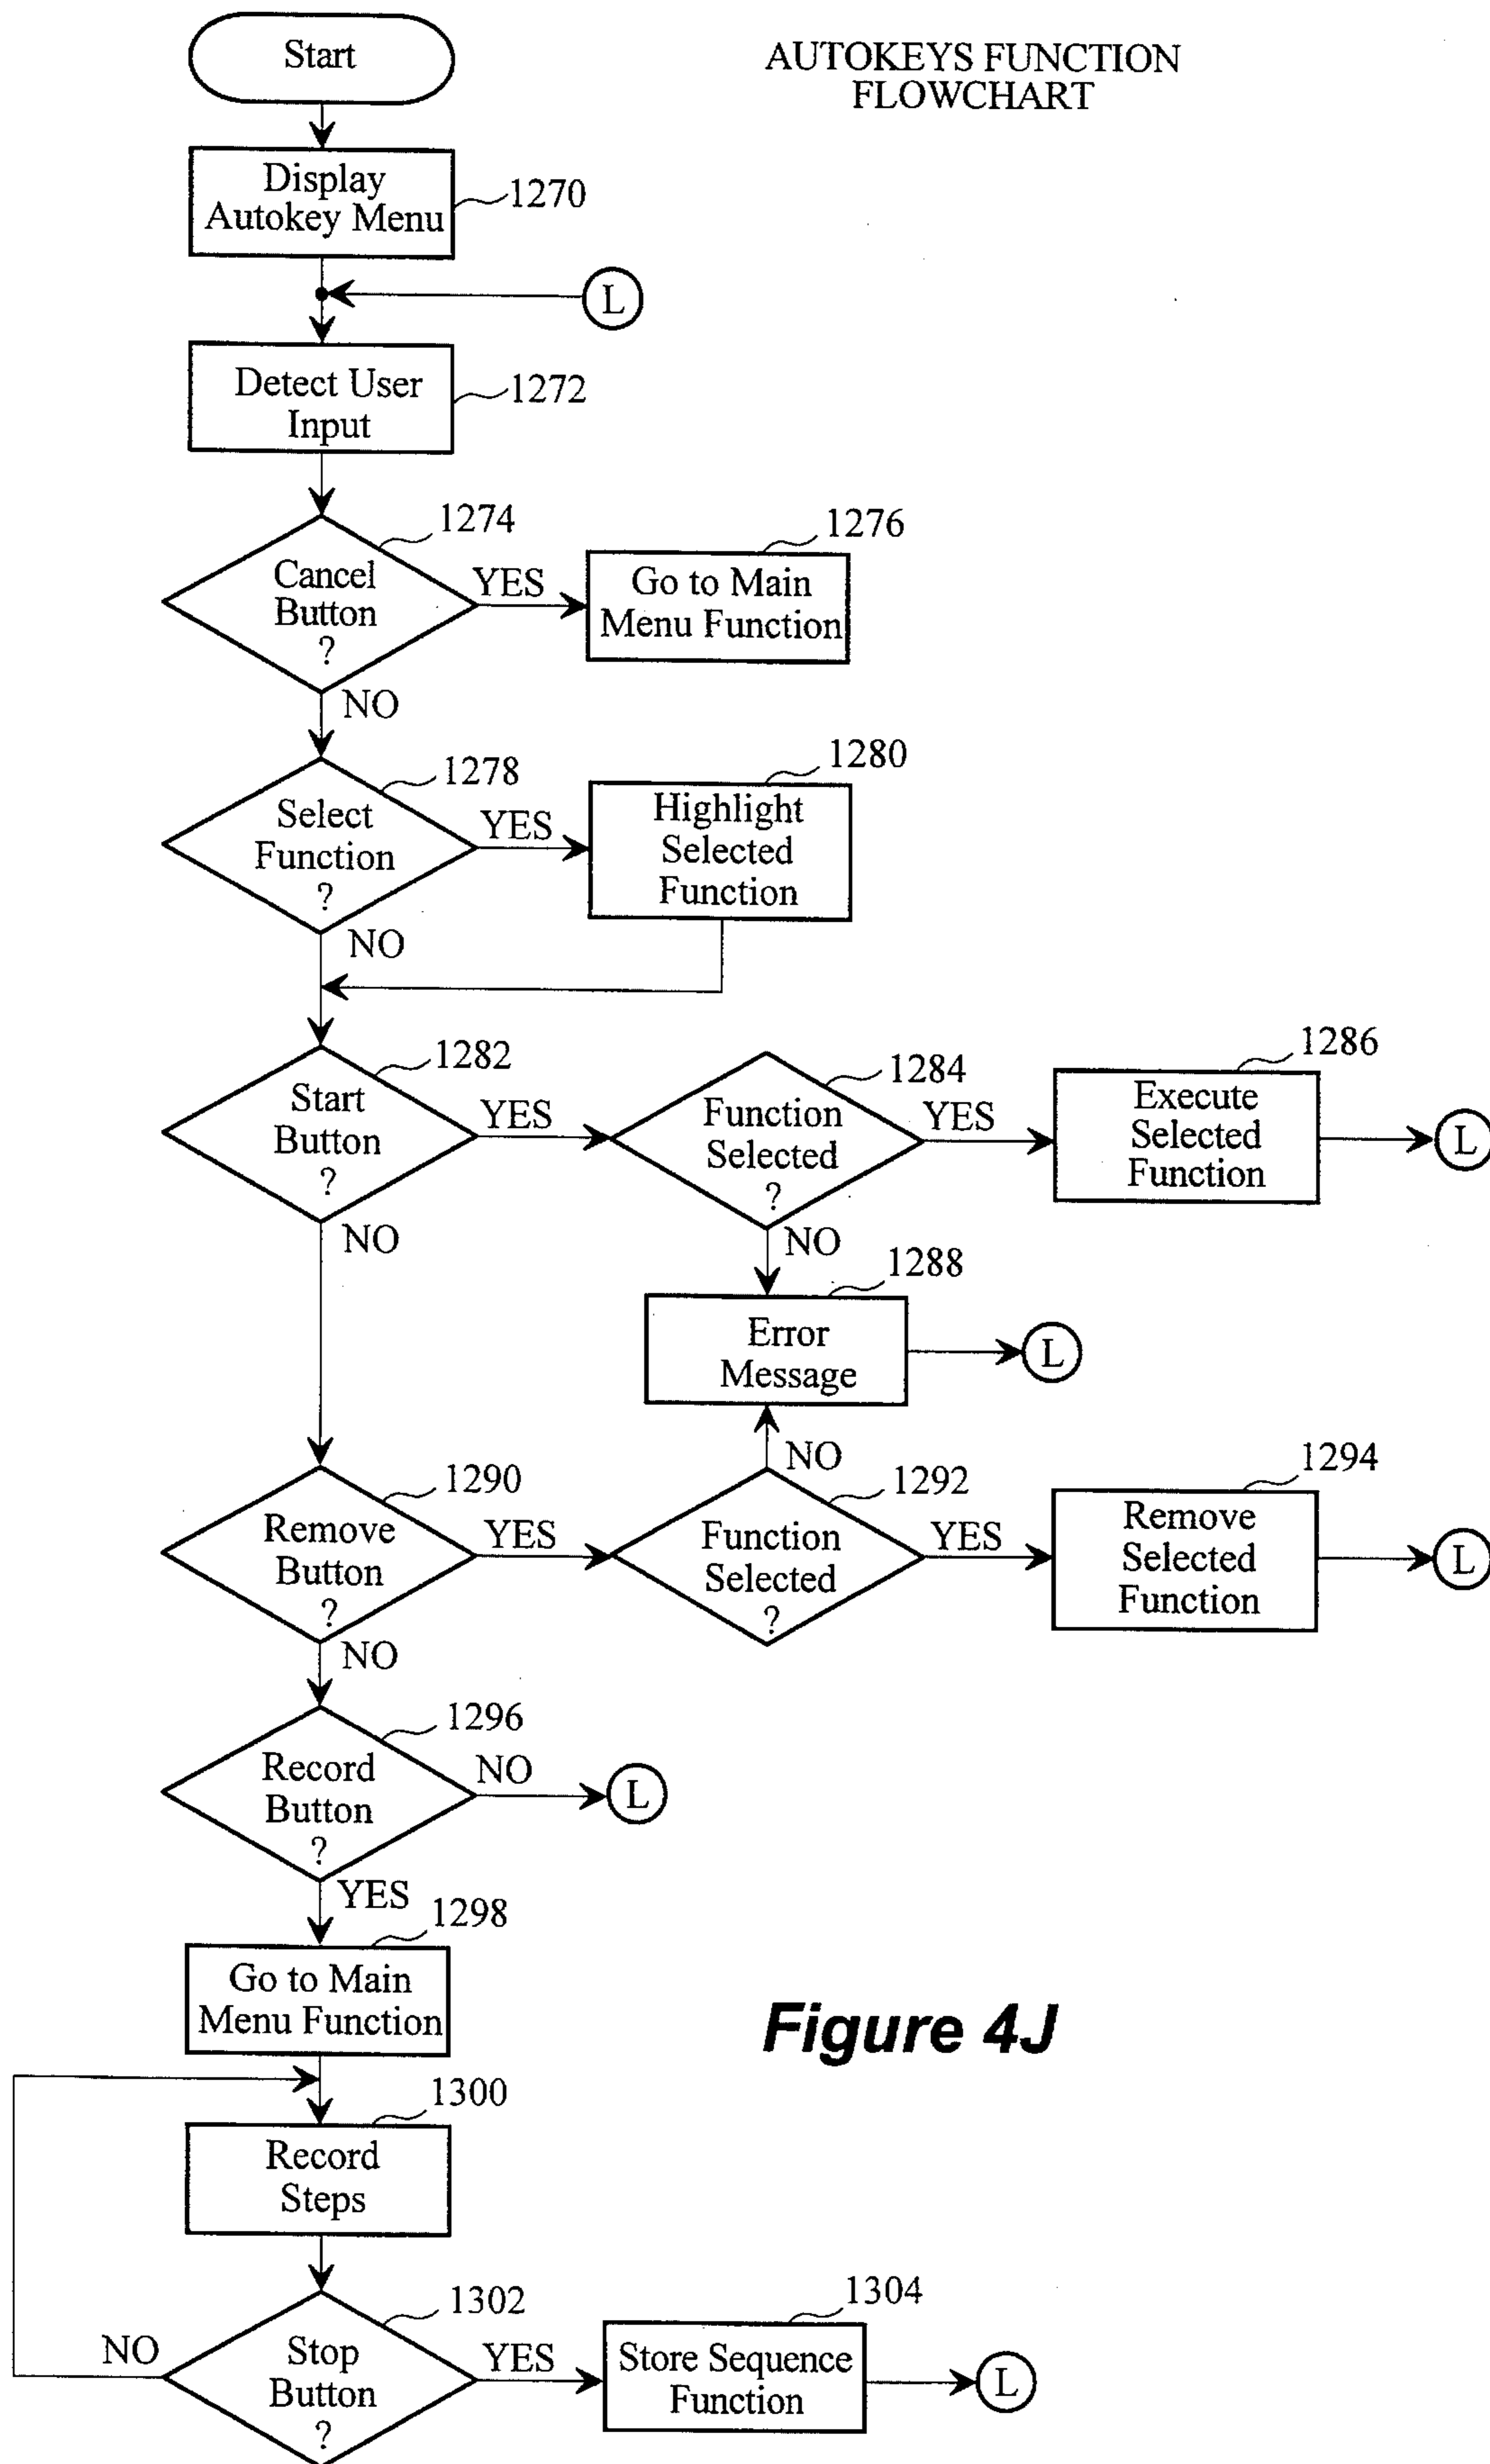 Start
AUTOKEYS FUNCTION
FLOWCHART
Display
Autokey Menu
1270
L
Detect User
Input
1272
1274
Cancel
Button
?
YES
1276
Go to Main
Menu Function
NO
1278
Select
Function
?
YES
1280
Highlight
Selected
Function
NO
1282
Start
Button
?
YES
1284
Function
Selected
?
YES
1286
Execute
Selected
Function
L
NO
NO
1288
Error
Message
L
1290
Remove
Button
?
YES
NO
1292
Function
Selected
?
YES
1294
Remove
Selected
Function
L
NO
1296
Record
Button
?
NO
L
YES
1298
Go to Main
Menu Function
Figure 4J
1300
Record
Steps
1302
Stop
Button
?
NO
YES
1304
Store Sequence
Function
L